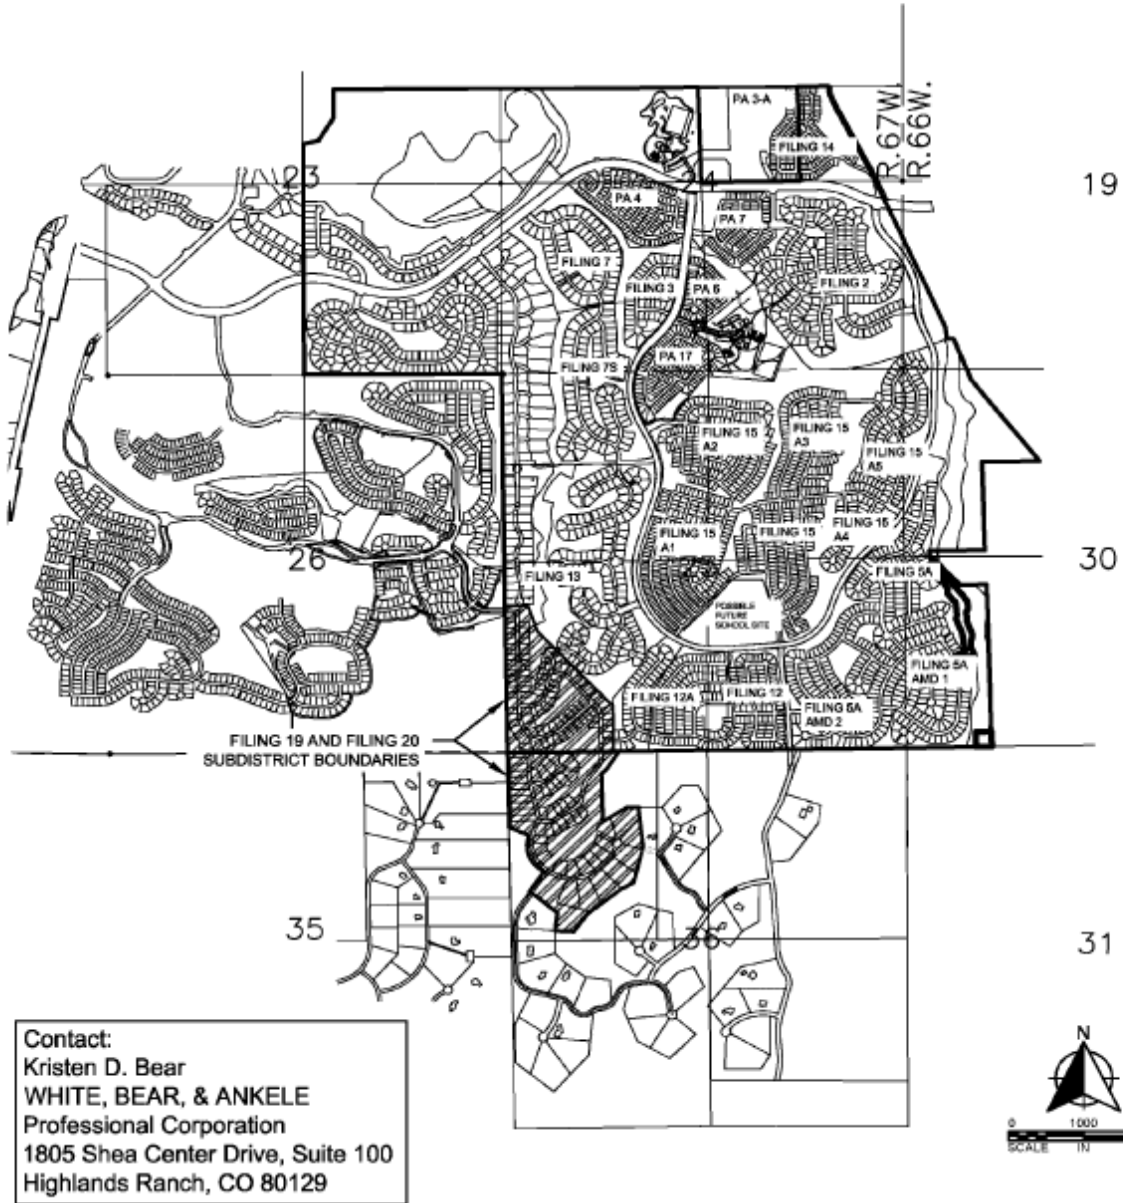 R.67W.
R.66W.
PA 3-A
FILING 14
23
19
PA 4
PA 7
FILING 7
FILING 3
PA 6
FILING 2
PA 17
FILING 7S
FILING 15
A2
FILING 15
A3
FILING 15
A5
FILING 15
A1
FILING 15
FILING 15
A4
26
30
FILING 13
FILING 5A
POSSIBLE
FUTURE
SCHOOL SITE
FILING 5A
AMD 1
FILING 12A
FILING 12
FILING 5A
AMD 2
FILING 19 AND FILING 20
SUBDISTRICT BOUNDARIES
35
31
Contact:
Kristen D. Bear
WHITE, BEAR, & ANKELE
Professional Corporation
1805 Shea Center Drive, Suite 100
Highlands Ranch, CO 80129
N
0 1000
SCALE IN